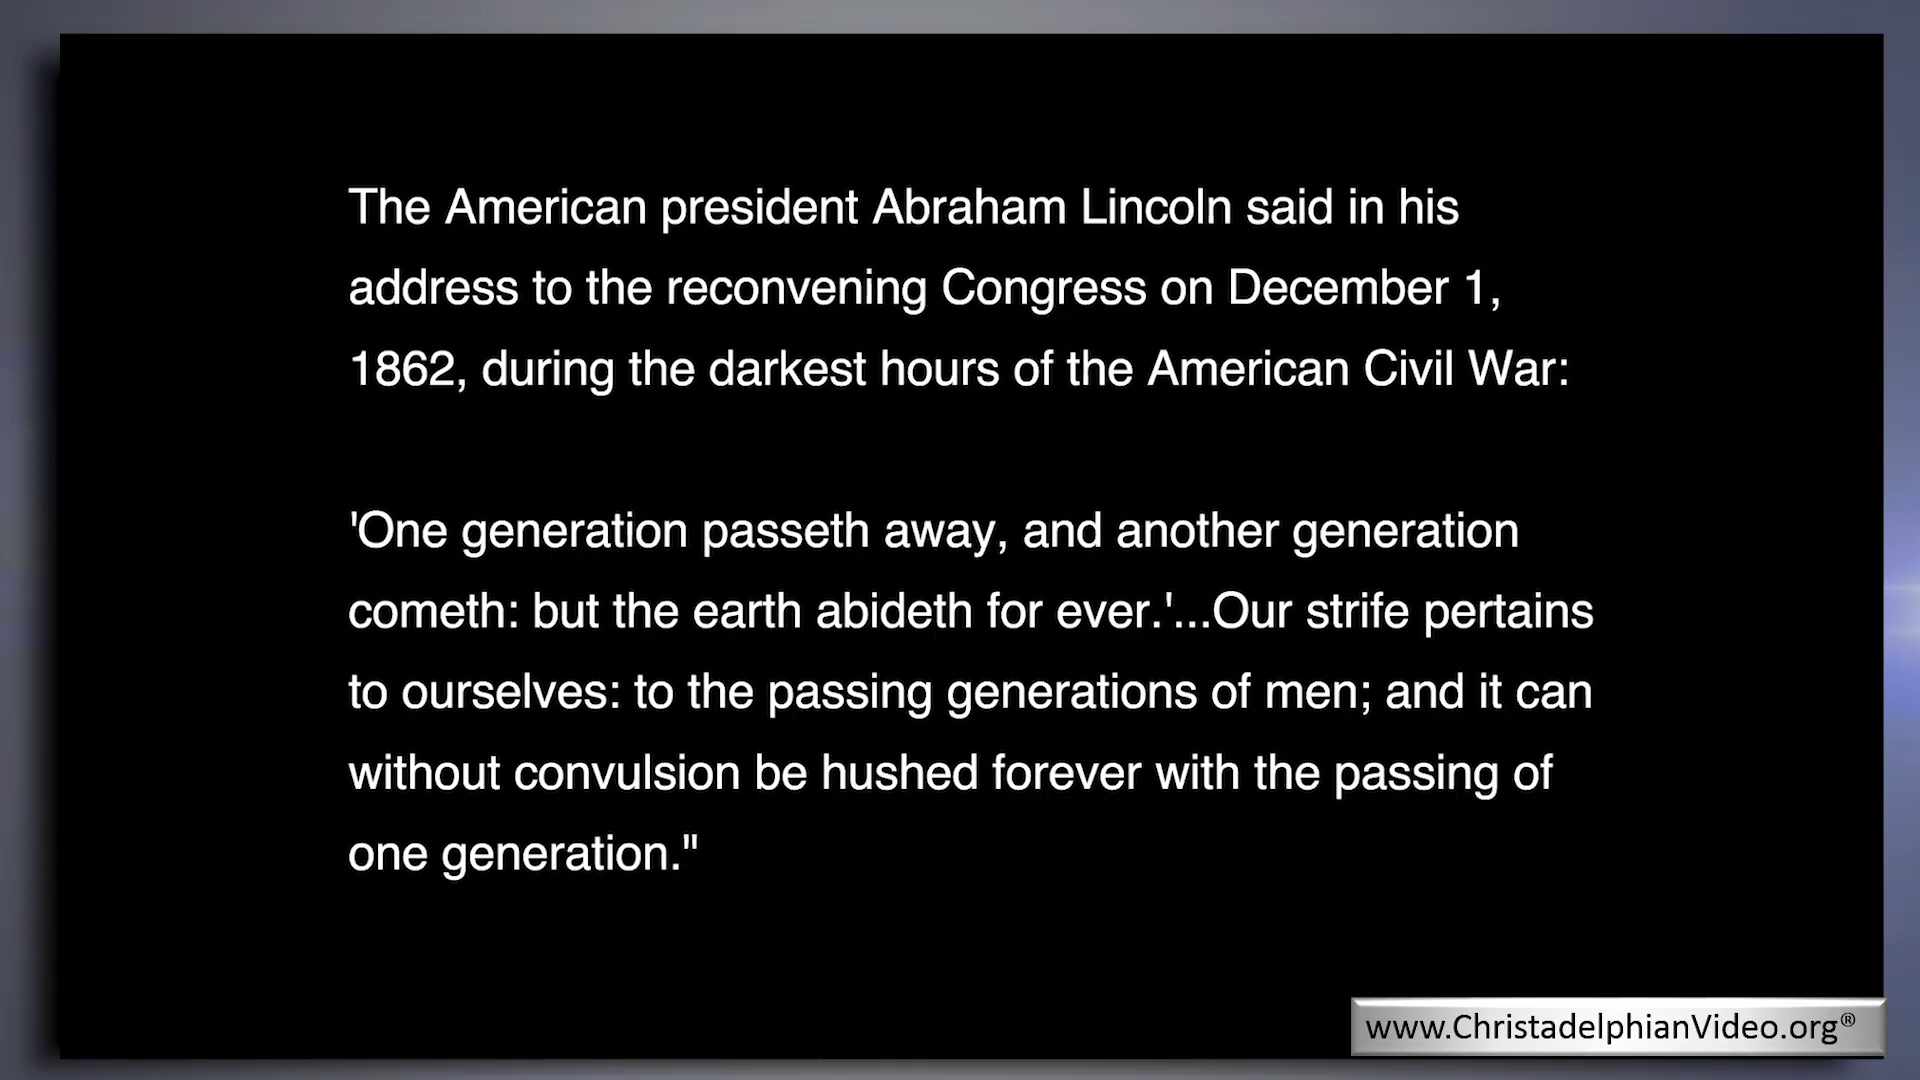 The American president Abraham Lincoln said in his
address to the reconvening Congress on December 1,
1862, during the darkest hours of the American Civil War:
'One generation passeth away, and another generation
cometh: but the earth abideth for ever.'...Our strife pertains
to ourselves: to the passing generations of men; and it can
without convulsion be hushed forever with the passing of
one generation."
www.ChristadelphianVideo.org®